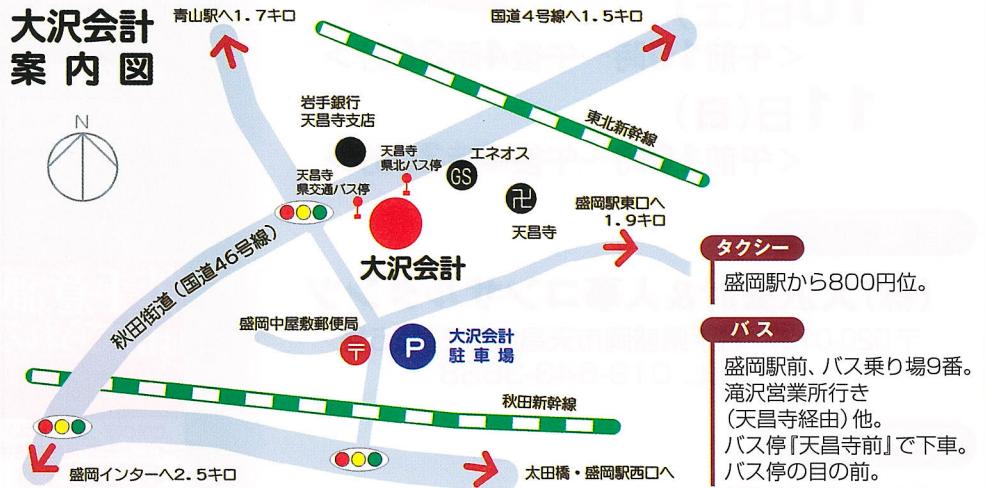 大沢会計
案内図
青山駅へ1.7キロ
国道4号線へ1.5キロ
N
岩手銀行
天昌寺支店
天昌寺
県北バス停
天昌寺
県交通バス停
エネオス
GS
東北新幹線
卍
天昌寺
盛岡駅東口へ
1.9キロ
大沢会計
秋田街道(国道46号線)
盛岡中屋敷郵便局
〒
P
大沢会計
駐車場
秋田新幹線
盛岡インターへ2.5キロ
太田橋・盛岡駅西口へ
タクシー
盛岡駅から800円位。
バス
盛岡駅前、バス乗り場9番。
滝沢営業所行き
(天昌寺経由)他。
バス停『天昌寺前』で下車。
バス停の目の前。